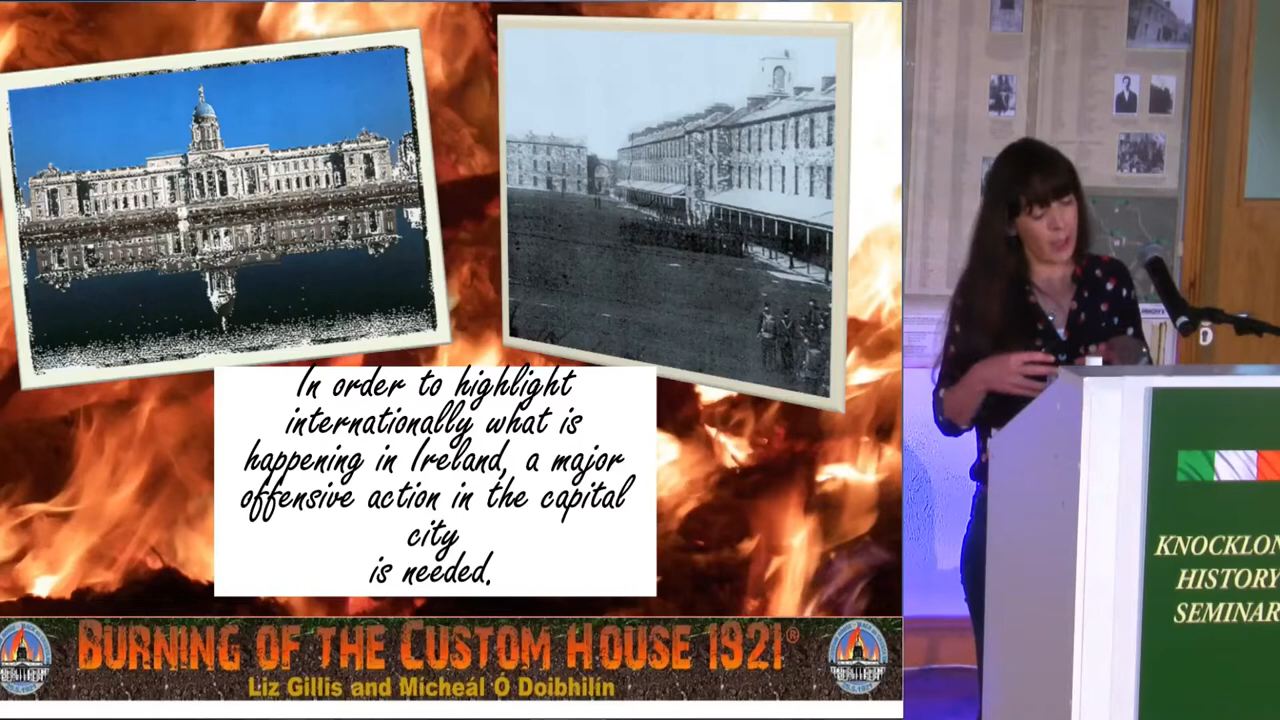 In order to highlight
internationally what is
happening in Ireland, a major
offensive action in the capital
city
is needed.
BURNING OF THE CUSTOM HOUSE 1921®
Liz Gillis and Mícheál Ó Doibhilín
KNOCKLON
HISTORY
SEMINAR